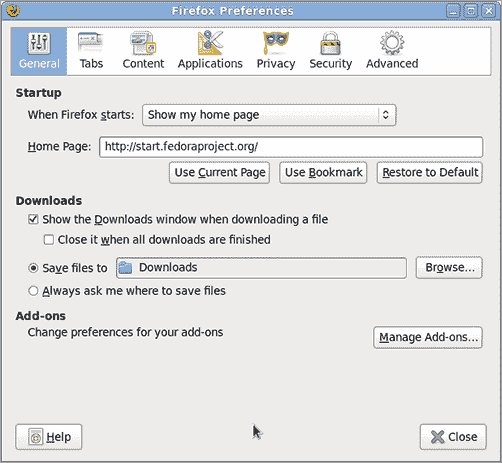 Firefox Preferences
General Tabs Content Applications Privacy Security Advanced
Startup
When Firefox starts: Show my home page
Home Page: http://start.fedoraproject.org/
Use Current Page Use Bookmark Restore to Default
Downloads
Show the Downloads window when downloading a file
Close it when all downloads are finished
Save files to Downloads Browse...
Always ask me where to save files
Add-ons
Change preferences for your add-ons
Manage Add-ons...
Help Close